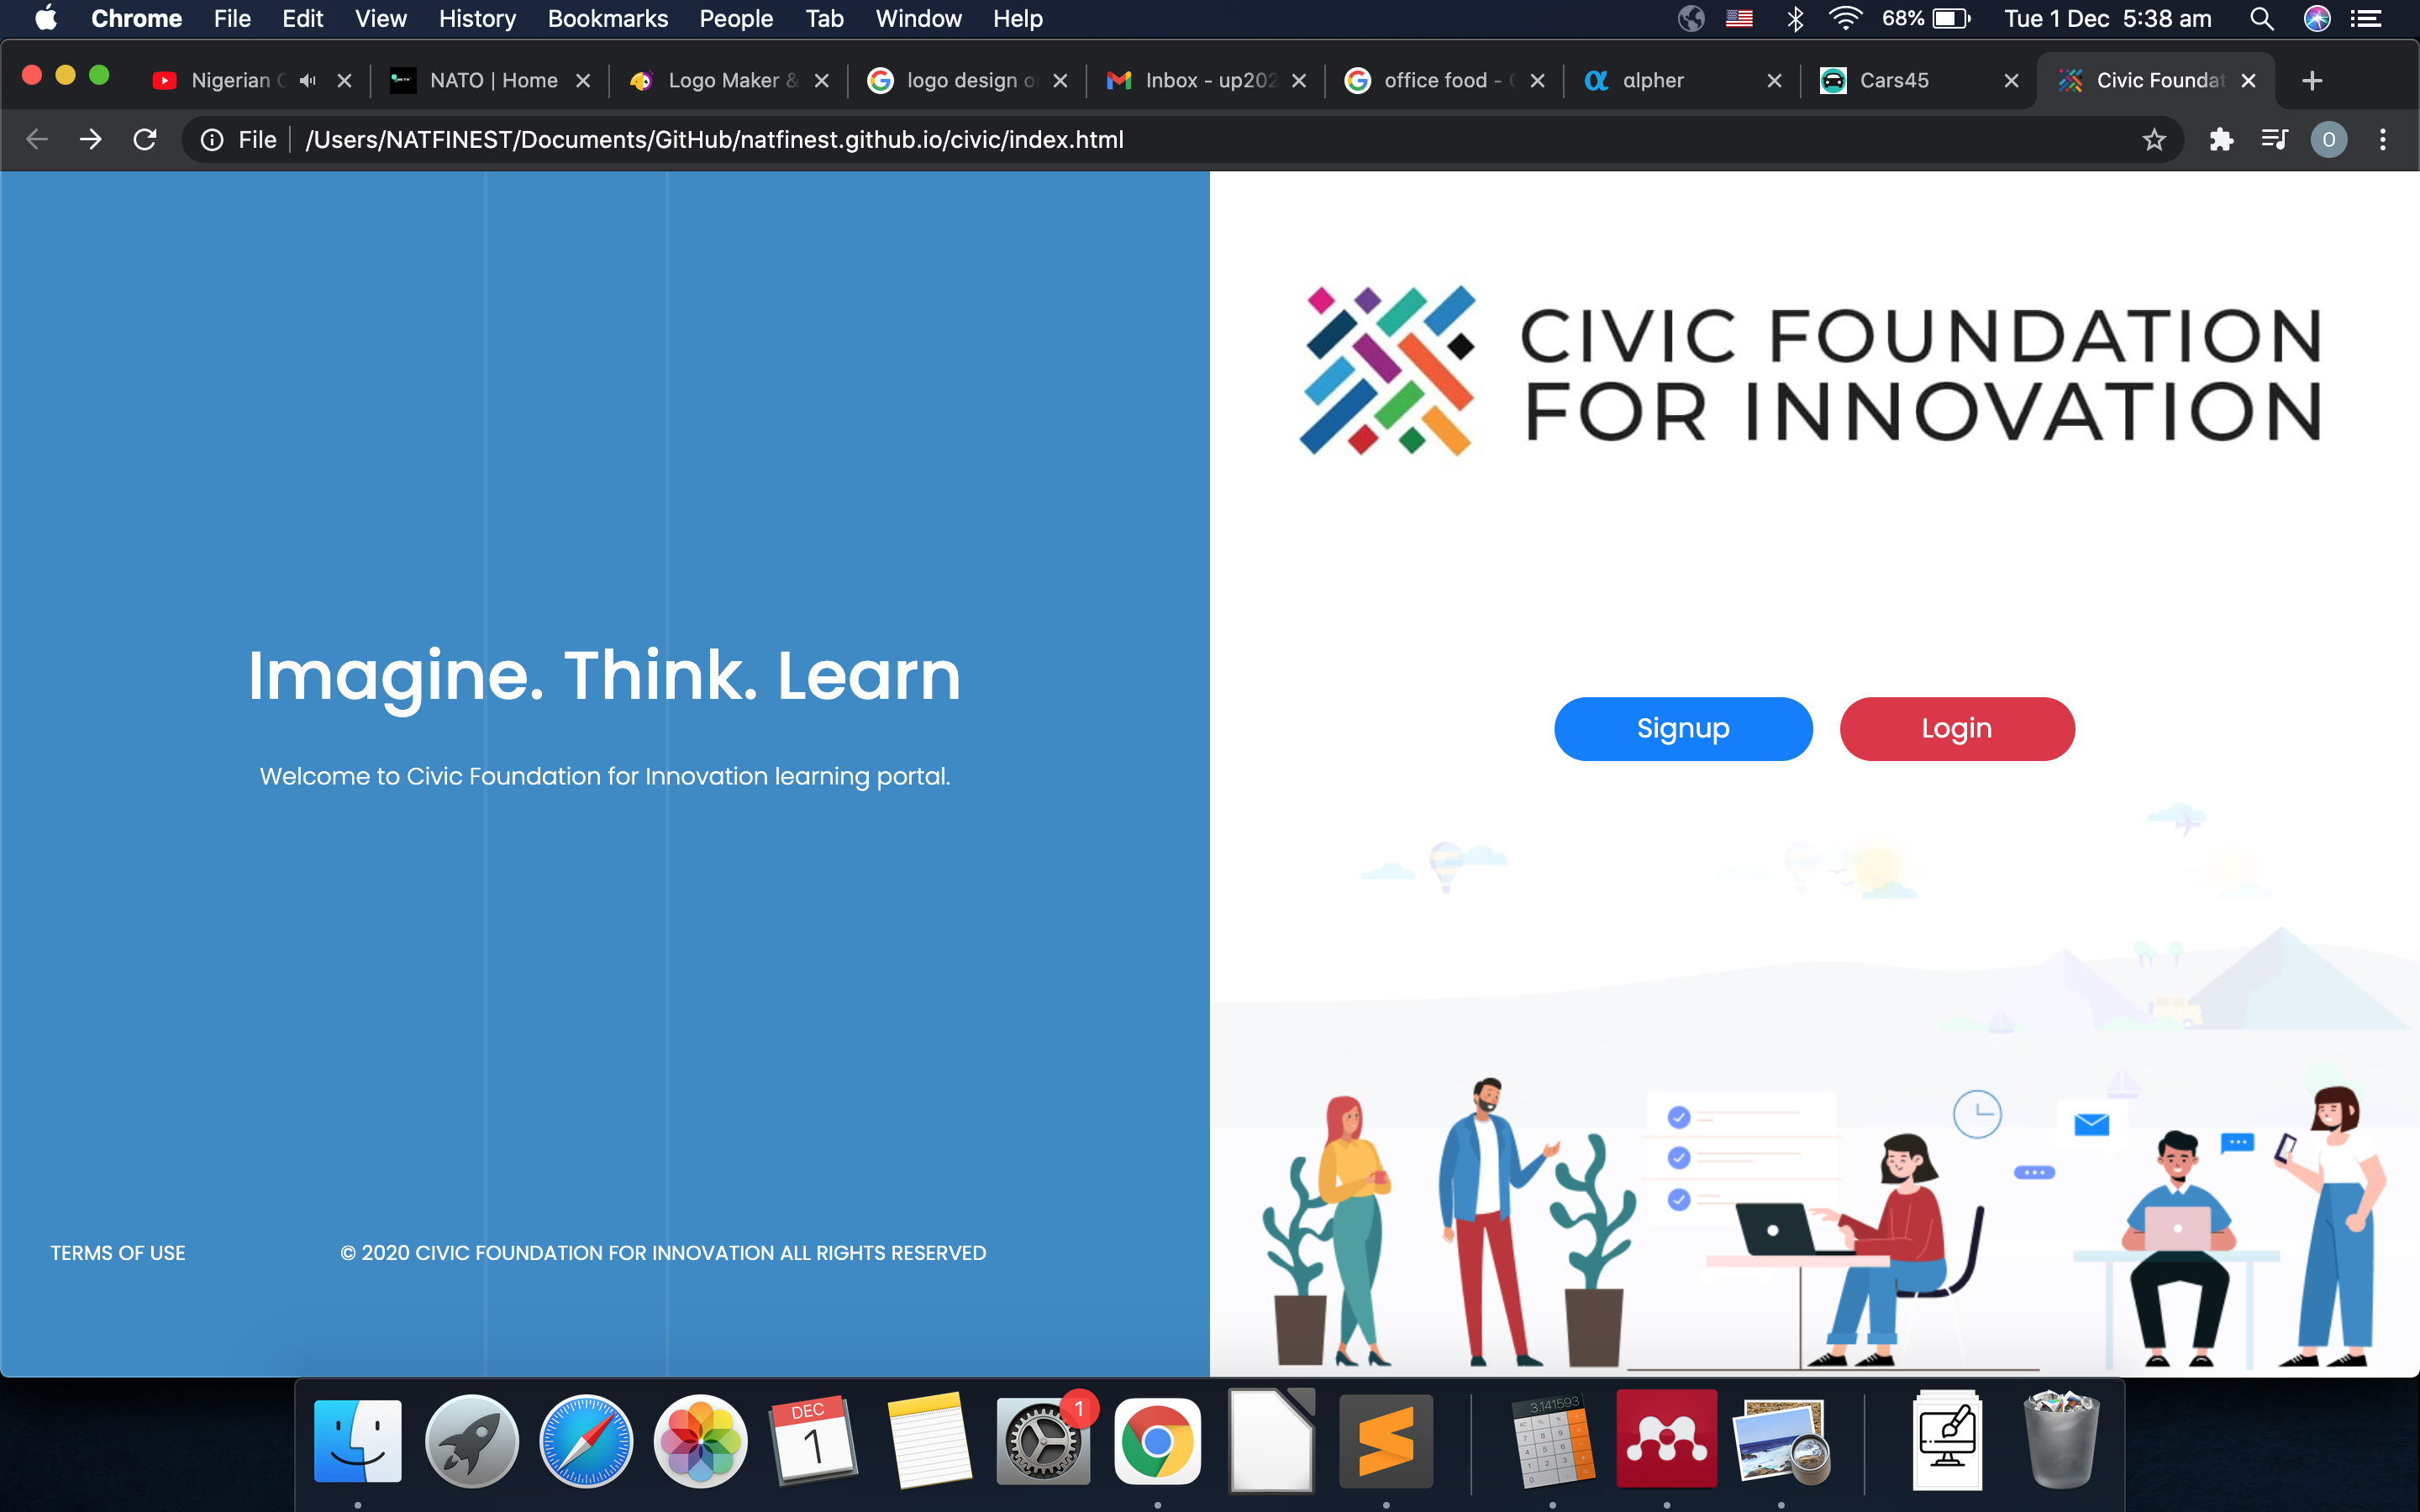 Chrome File Edit View History Bookmarks People Tab Window Help
68% Tue 1 Dec 5:38 am
Nigerian
NATO | Home
Logo Maker &
logo design
Inbox - up202
office food -
αlpher
Cars45
Civic Foundat
File /Users/NATFINEST/Documents/GitHub/natfinest.github.io/civic/index.html
O
CIVIC FOUNDATION
FOR INNOVATION
Imagine. Think. Learn
Welcome to Civic Foundation for Innovation learning portal.
Signup
Login
TERMS OF USE
© 2020 CIVIC FOUNDATION FOR INNOVATION ALL RIGHTS RESERVED
DEC
1
1
3.141593